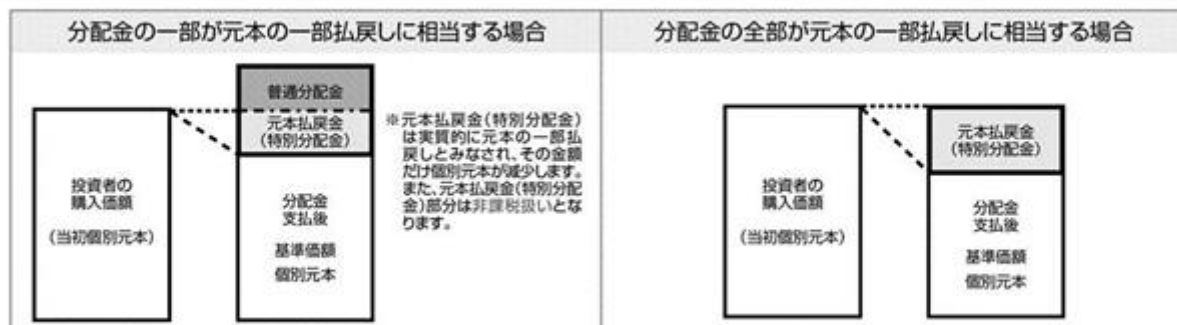 分配金の一部が元本の一部払戻しに相当する場合
普通分配金
元本払戻金
(特別分配金)
投資者の
購入価額
(当初個別元本)
分配金
支払後
基準価額
個別元本
※元本払戻金(特別分配金)
は実質的に元本の一部払
戻しとみなされ、その金額
だけ個別元本が減少します。
また、元本払戻金(特別分配
金)部分は非課税扱いとな
ります。
分配金の全部が元本の一部払戻しに相当する場合
元本払戻金
(特別分配金)
投資者の
購入価額
(当初個別元本)
分配金
支払後
基準価額
個別元本